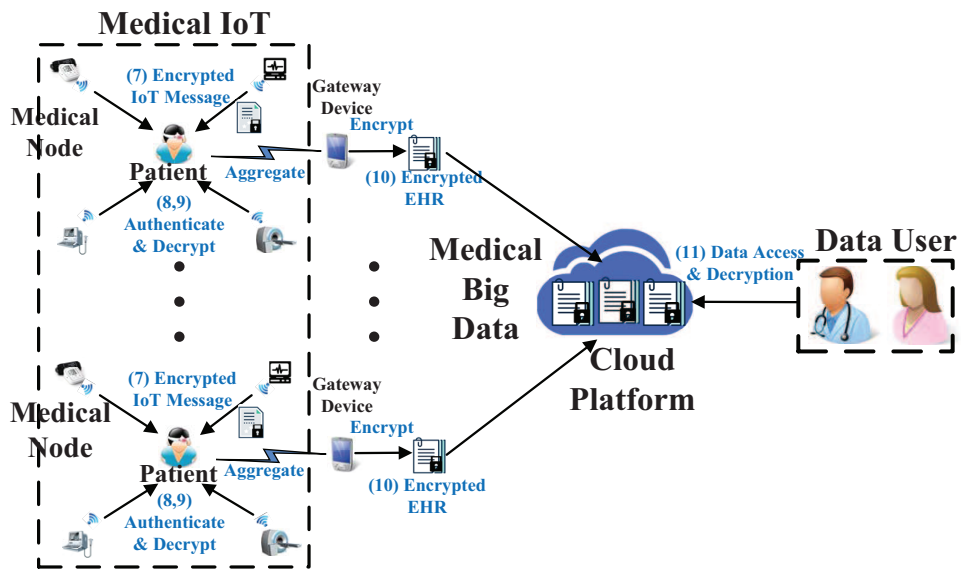 Medical IoT
(7) Encrypted
IoT Message
Medical
Node
Patient
(8,9)
Authenticate
& Decrypt
Aggregate
Gateway
Device
Encrypt
(10) Encrypted
EHR
Medical
Big
Data
Cloud
Platform
(11) Data Access
& Decryption
Data User
(7) Encrypted
IoT Message
Medical
Node
Patient
(8,9)
Authenticate
& Decrypt
Aggregate
Gateway
Device
Encrypt
(10) Encrypted
EHR